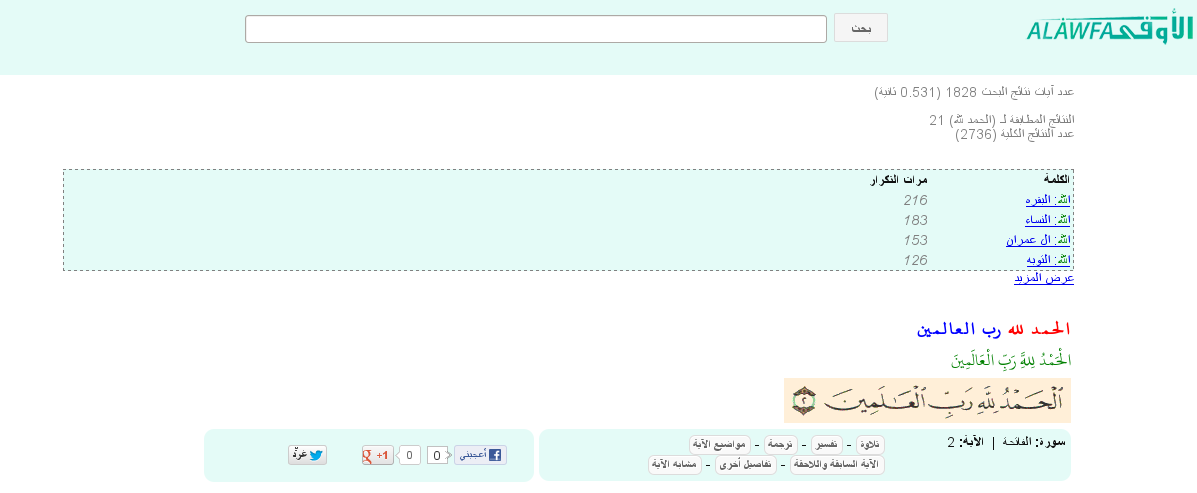 الأوفى ALAWFA
بحث
عدد آيات نتائج البحث 1828 (0.531 ثانية)
النتائج المطابقة لـ (الحمد لله) 21
عدد النتائج الكلية (2736)
الكلمة مرات التكرار
الله: البقره 216
الله: النساء 183
الله: ال عمران 153
الله: التوبه 126
عرض المزيد
الحمد لله رب العالمين
الْحَمْدُ لِلَّهِ رَبِّ الْعَالَمِينَ
ٱلْحَمْدُ لِلَّهِ رَبِّ ٱلْعَـٰلَمِينَ ٢
سورة: الفاتحة | الآية: 2 تلاوة - تفسير - ترجمة - مواضيع الآية
الآية السابقة واللاحقة - تفاصيل أخرى - مشابه الآية
أعجبني 0 0 +1 غرّد